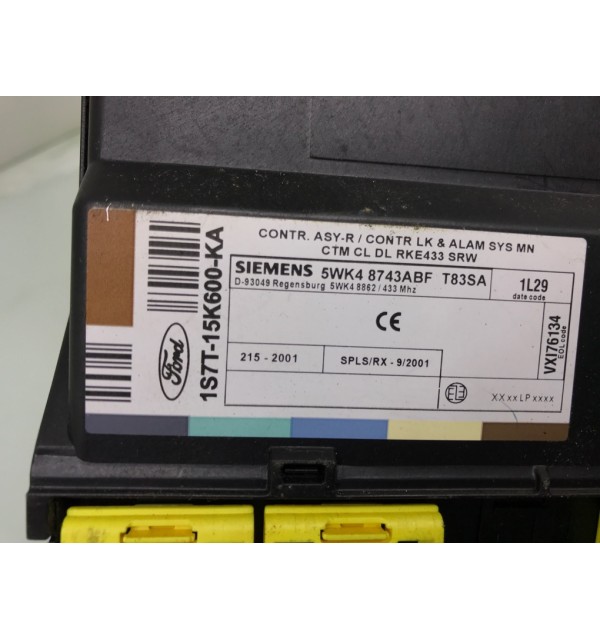 CONTR. ASY-R / CONTR LK & ALAM SYS MN
CTM CL DL RKE433 SRW
SIEMENS 5WK4 8743ABF T83SA
D-93049 Regensburg 5WK4 8862 / 433 Mhz
1L29
date code
CE
215 - 2001
SPLS/RX - 9/2001
XXxxLPxxxx
VXI76134
EOL code
Ford
1S7T-15K600-KA